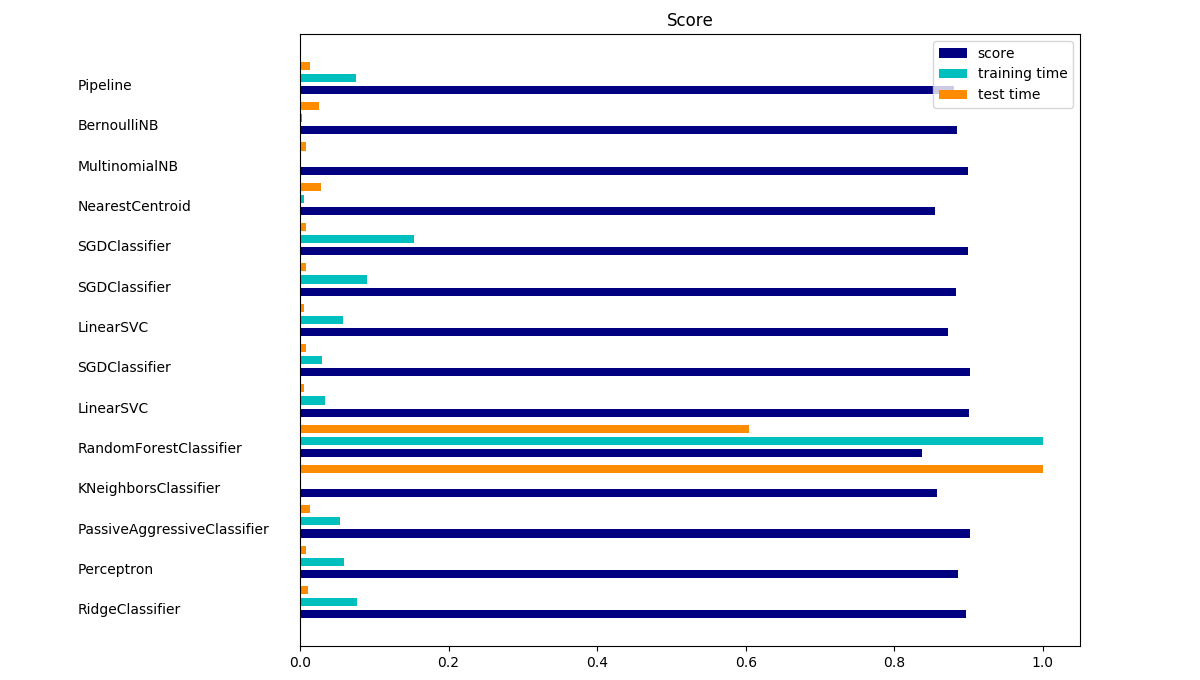 Score
score
training time
test time
Pipeline
BernoulliNB
MultinomialNB
NearestCentroid
SGDClassifier
SGDClassifier
LinearSVC
SGDClassifier
LinearSVC
RandomForestClassifier
KNeighborsClassifier
PassiveAggressiveClassifier
Perceptron
RidgeClassifier
0.0 0.2 0.4 0.6 0.8 1.0